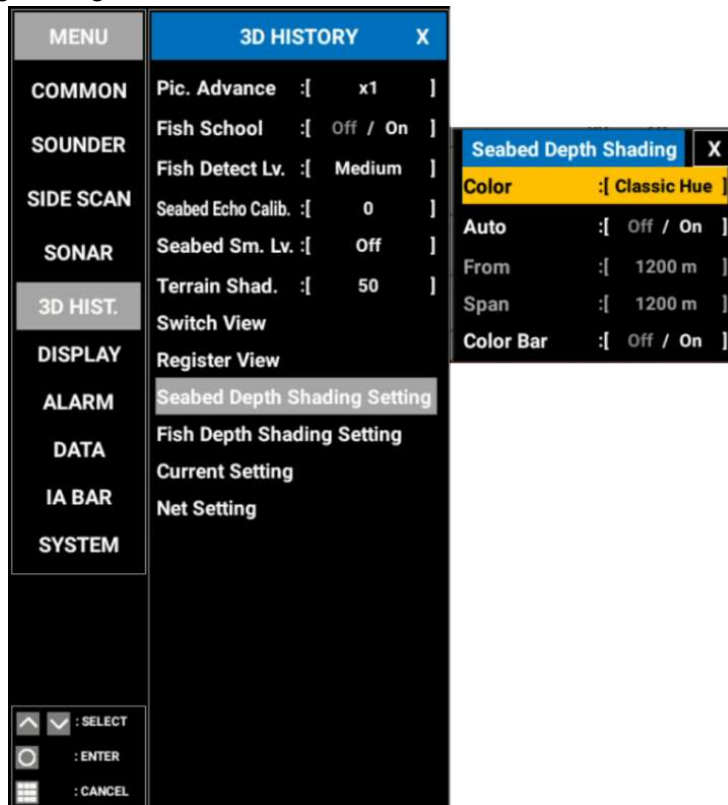 MENU
COMMON
SOUNDER
SIDE SCAN
SONAR
3D HIST.
DISPLAY
ALARM
DATA
IA BAR
SYSTEM
: SELECT
: ENTER
: CANCEL
3D HISTORY X
Pic. Advance :[ x1 ]
Fish School :[ Off / On ]
Fish Detect Lv. :[ Medium ]
Seabed Echo Calib. :[ 0 ]
Seabed Sm. Lv. :[ Off ]
Terrain Shad. :[ 50 ]
Switch View
Register View
Seabed Depth Shading Setting
Fish Depth Shading Setting
Current Setting
Net Setting
Seabed Depth Shading X
Color :[ Classic Hue ]
Auto :[ Off / On ]
From :[ 1200 m ]
Span :[ 1200 m ]
Color Bar :[ Off / On ]